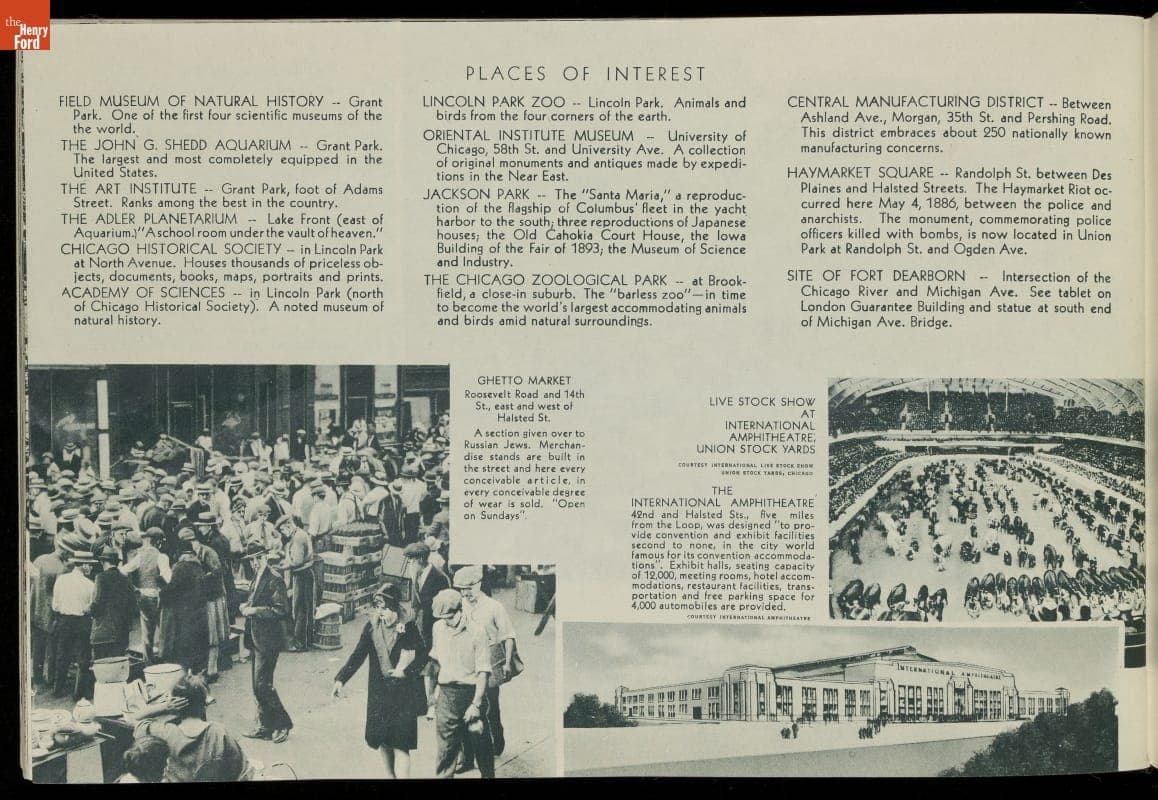 the
Henry
Ford
PLACES OF INTEREST
FIELD MUSEUM OF NATURAL HISTORY -- Grant
Park. One of the first four scientific museums of the
the world.
THE JOHN G. SHEDD AQUARIUM -- Grant Park.
The largest and most completely equipped in the
United States.
THE ART INSTITUTE -- Grant Park, foot of Adams
Street. Ranks among the best in the country.
THE ADLER PLANETARIUM -- Lake Front (east of
Aquarium.) "A school room under the vault of heaven."
CHICAGO HISTORICAL SOCIETY -- in Lincoln Park
at North Avenue. Houses thousands of priceless ob-
jects, documents, books, maps, portraits and prints.
ACADEMY OF SCIENCES -- in Lincoln Park (north
of Chicago Historical Society). A noted museum of
natural history.
LINCOLN PARK ZOO -- Lincoln Park. Animals and
birds from the four corners of the earth.
ORIENTAL INSTITUTE MUSEUM -- University of
Chicago, 58th St. and University Ave. A collection
of original monuments and antiques made by expedi-
tions in the Near East.
JACKSON PARK -- The "Santa Maria," a reproduc-
tion of the flagship of Columbus' fleet in the yacht
harbor to the south; three reproductions of Japanese
houses; the Old Cahokia Court House, the Iowa
Building of the Fair of 1893; the Museum of Science
and Industry.
THE CHICAGO ZOOLOGICAL PARK -- at Brook-
field, a close-in suburb. The "barless zoo"—in time
to become the world's largest accommodating animals
and birds amid natural surroundings.
CENTRAL MANUFACTURING DISTRICT -- Between
Ashland Ave., Morgan, 35th St. and Pershing Road.
This district embraces about 250 nationally known
manufacturing concerns.
HAYMARKET SQUARE -- Randolph St. between Des
Plaines and Halsted Streets. The Haymarket Riot oc-
curred here May 4, 1886, between the police and
anarchists. The monument, commemorating police
officers killed with bombs, is now located in Union
Park at Randolph St. and Ogden Ave.
SITE OF FORT DEARBORN -- Intersection of the
Chicago River and Michigan Ave. See tablet on
London Guarantee Building and statue at south end
of Michigan Ave. Bridge.
GHETTO MARKET
Roosevelt Road and 14th
St., east and west of
Halsted St.
A section given over to
Russian Jews. Merchan-
dise stands are built in
the street and here every
conceivable article, in
every conceivable degree
of wear is sold. "Open
on Sundays".
LIVE STOCK SHOW
AT
INTERNATIONAL
AMPHITHEATRE,
UNION STOCK YARDS
COURTESY INTERNATIONAL LIVE STOCK SHOW
UNION STOCK YARDS, CHICAGO
THE
INTERNATIONAL AMPHITHEATRE
42nd and Halsted Sts., five miles
from the Loop, was designed "to pro-
vide convention and exhibit facilities
second to none, in the city world
famous for its convention accommoda-
tions". Exhibit halls, seating capacity
of 12,000, meeting rooms, hotel accom-
modations, restaurant facilities, trans-
portation and free parking space for
4,000 automobiles are provided.
COURTESY INTERNATIONAL AMPHITHEATRE
INTERNATIONAL AMPHITHEATRE